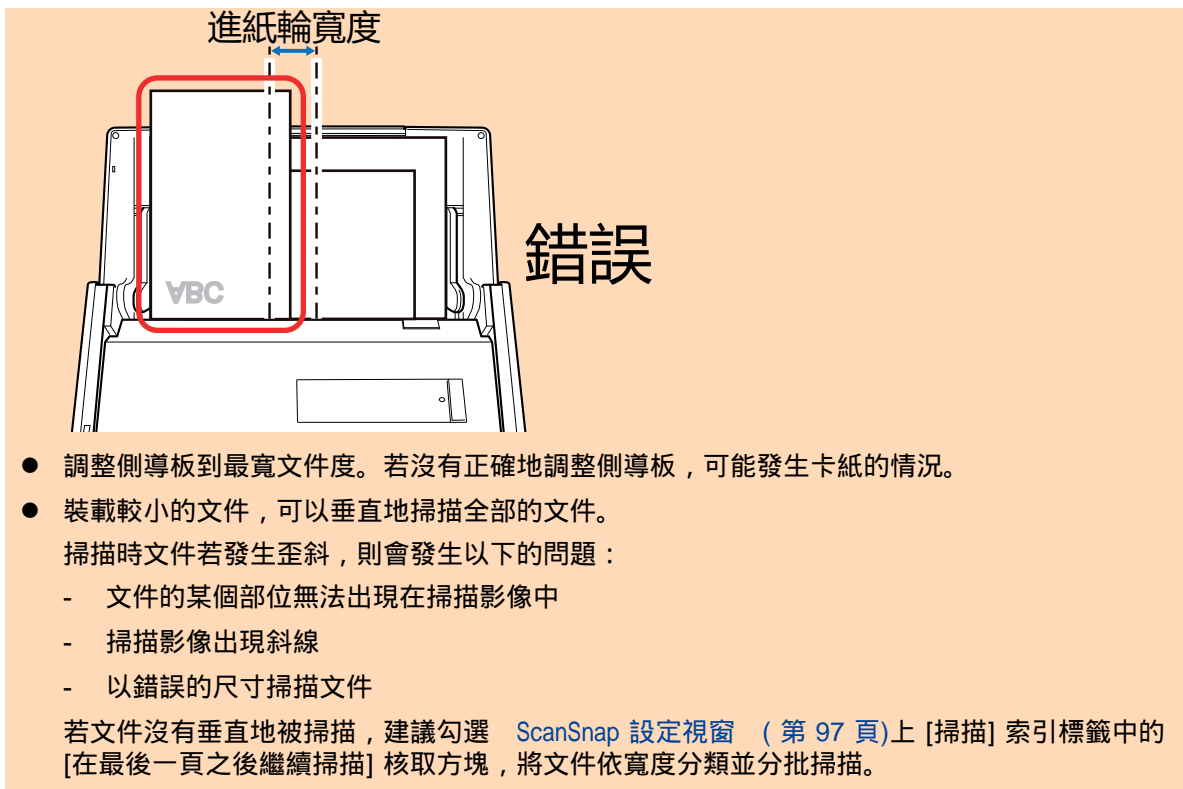 進紙輪寬度
錯誤
ABC
● 調整側導板到最寬文件度。若沒有正確地調整側導板，可能發生卡紙的情況。
● 裝載較小的文件，可以垂直地掃描全部的文件。
掃描時文件若發生歪斜，則會發生以下的問題：
- 文件的某個部位無法出現在掃描影像中
- 掃描影像出現斜線
- 以錯誤的尺寸掃描文件
若文件沒有垂直地被掃描，建議勾選 ScanSnap 設定視窗 (第 97 頁)上 [掃描] 索引標籤中的
[在最後一頁之後繼續掃描] 核取方塊，將文件依寬度分類並分批掃描。